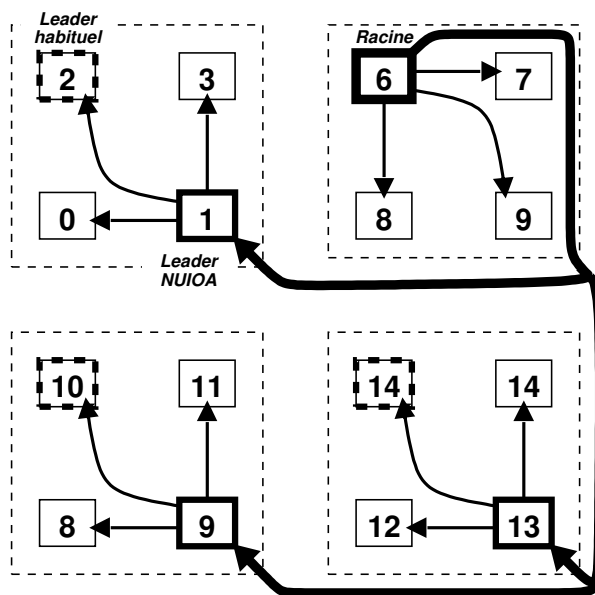 Leader
habituel
Racine
2 3 6 7
0 1 8 9
Leader
NUIOA
10 11 14 14
8 9 12 13